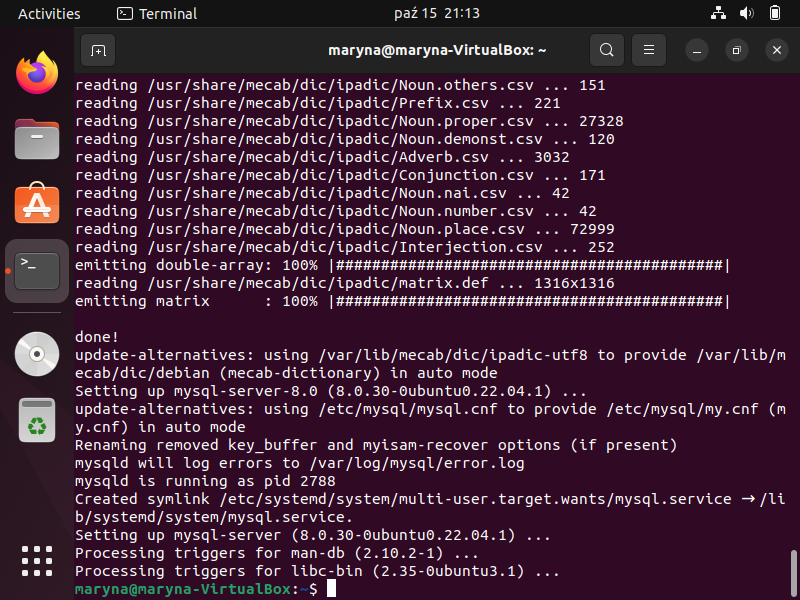 Activities Terminal paź 15 21:13
maryna@maryna-VirtualBox: ~
reading /usr/share/mecab/dic/ipadic/Noun.others.csv ... 151
reading /usr/share/mecab/dic/ipadic/Prefix.csv ... 221
reading /usr/share/mecab/dic/ipadic/Noun.proper.csv ... 27328
reading /usr/share/mecab/dic/ipadic/Noun.demonst.csv ... 120
reading /usr/share/mecab/dic/ipadic/Adverb.csv ... 3032
reading /usr/share/mecab/dic/ipadic/Conjunction.csv ... 171
reading /usr/share/mecab/dic/ipadic/Noun.nai.csv ... 42
reading /usr/share/mecab/dic/ipadic/Noun.number.csv ... 42
reading /usr/share/mecab/dic/ipadic/Noun.place.csv ... 72999
reading /usr/share/mecab/dic/ipadic/Interjection.csv ... 252
emitting double-array: 100% |###########################################|
reading /usr/share/mecab/dic/ipadic/matrix.def ... 1316x1316
emitting matrix      : 100% |###########################################|
done!
update-alternatives: using /var/lib/mecab/dic/ipadic-utf8 to provide /var/lib/m
ecab/dic/debian (mecab-dictionary) in auto mode
Setting up mysql-server-8.0 (8.0.30-0ubuntu0.22.04.1) ...
update-alternatives: using /etc/mysql/mysql.cnf to provide /etc/mysql/my.cnf (m
y.cnf) in auto mode
Renaming removed key_buffer and myisam-recover options (if present)
mysqld will log errors to /var/log/mysql/error.log
mysqld is running as pid 2788
Created symlink /etc/systemd/system/multi-user.target.wants/mysql.service → /li
b/systemd/system/mysql.service.
Setting up mysql-server (8.0.30-0ubuntu0.22.04.1) ...
Processing triggers for man-db (2.10.2-1) ...
Processing triggers for libc-bin (2.35-0ubuntu3.1) ...
maryna@maryna-VirtualBox:~$